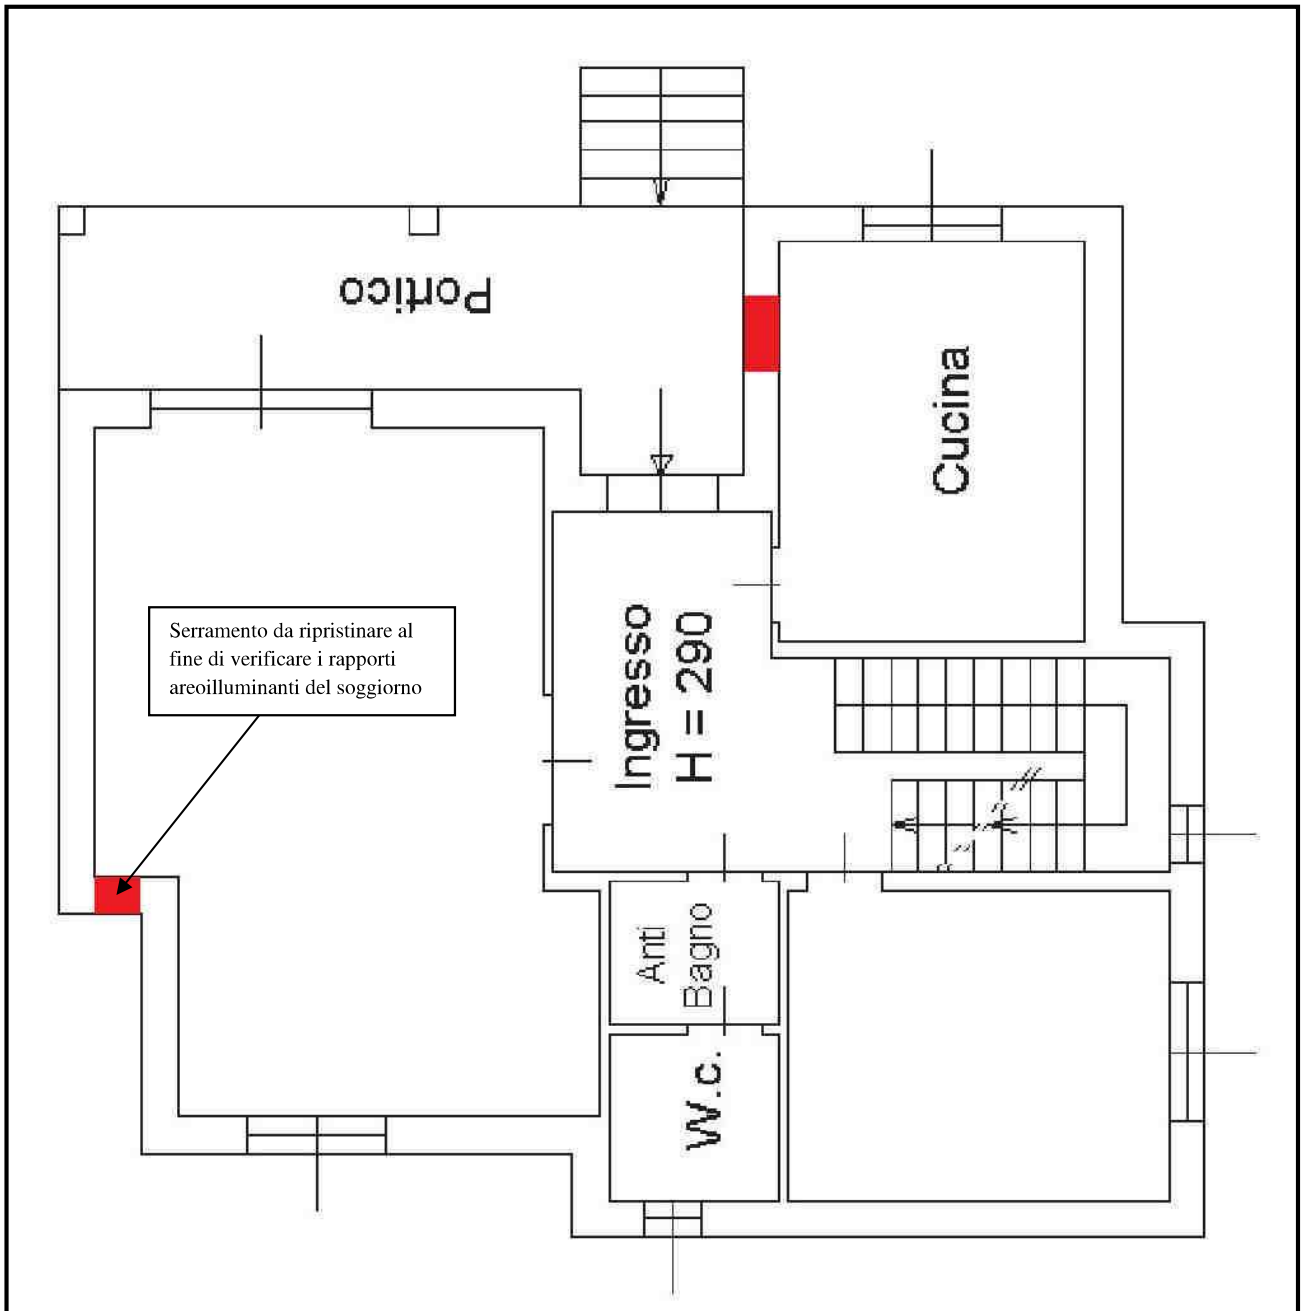 Portico
Cucina
Serramento da ripristinare al
fine di verificare i rapporti
areoilluminanti del soggiorno
Ingresso
H = 290
Anti
Bagno
W.c.